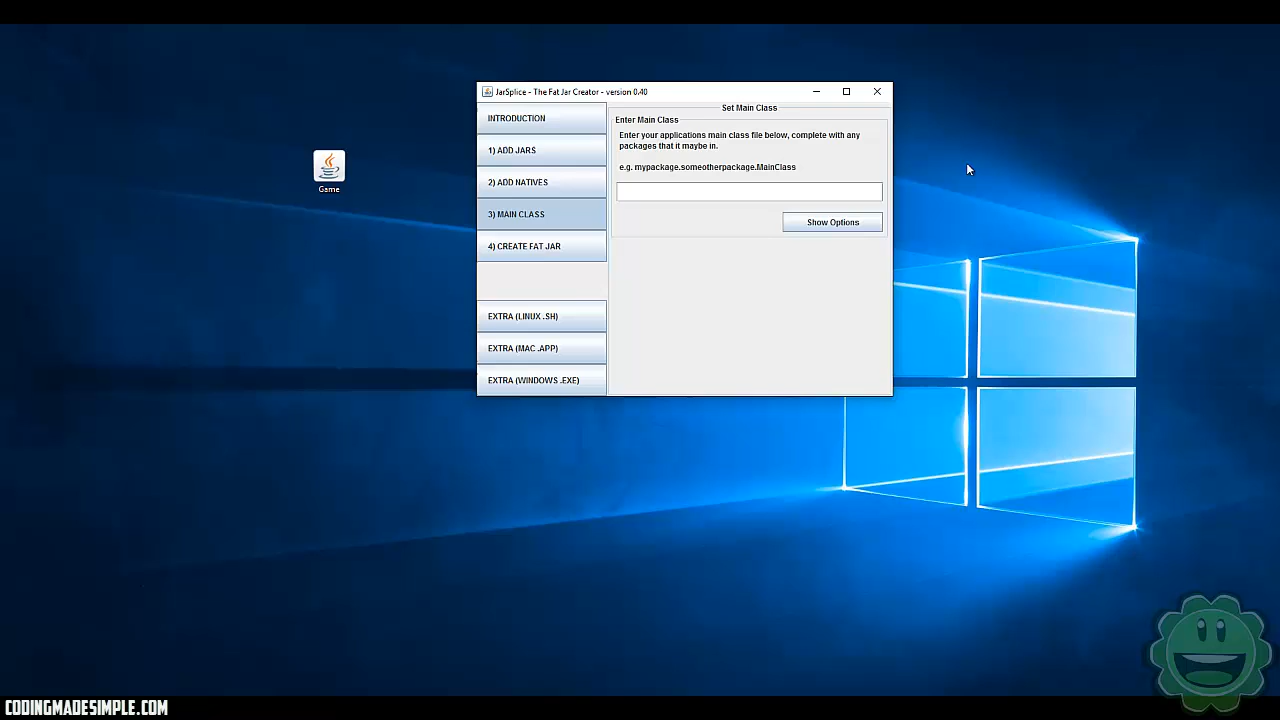 JarSplice - The Fat Jar Creator - version 0.40
INTRODUCTION
1) ADD JARS
2) ADD NATIVES
3) MAIN CLASS
4) CREATE FAT JAR
EXTRA (LINUX .SH)
EXTRA (MAC .APP)
EXTRA (WINDOWS .EXE)
Set Main Class
Enter Main Class
Enter your applications main class file below, complete with any
packages that it maybe in.
e.g. mypackage.someotherpackage.MainClass
Show Options
Game
CODINGMADESIMPLE.COM